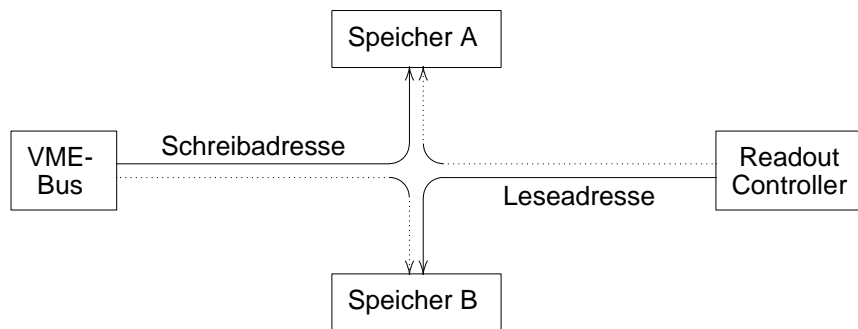 Speicher A
Schreibadresse
VME-
Bus
Readout
Controller
Leseadresse
Speicher B